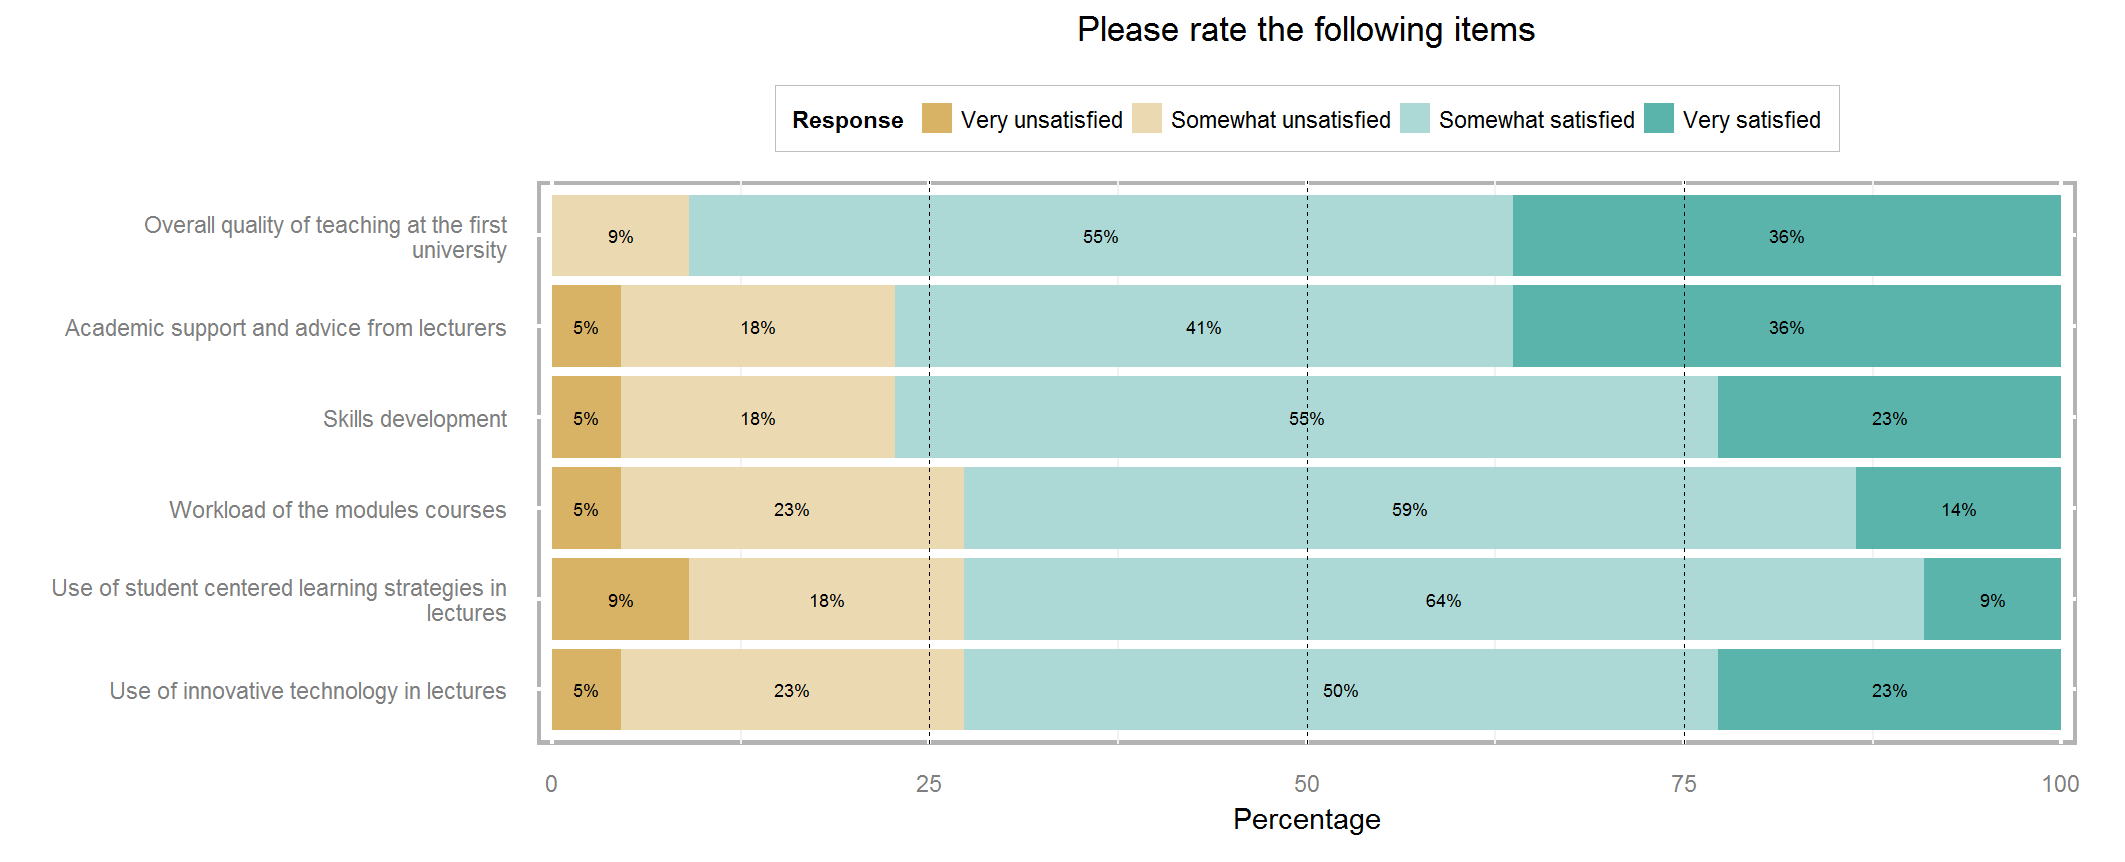 Please rate the following items
Response Very unsatisfied Somewhat unsatisfied Somewhat satisfied Very satisfied
Overall quality of teaching at the first
university
9% 55% 36%
Academic support and advice from lecturers
5% 18% 41% 36%
Skills development
5% 18% 55% 23%
Workload of the modules courses
5% 23% 59% 14%
Use of student centered learning strategies in
lectures
9% 18% 64% 9%
Use of innovative technology in lectures
5% 23% 50% 23%
0 25 50 75 100
Percentage